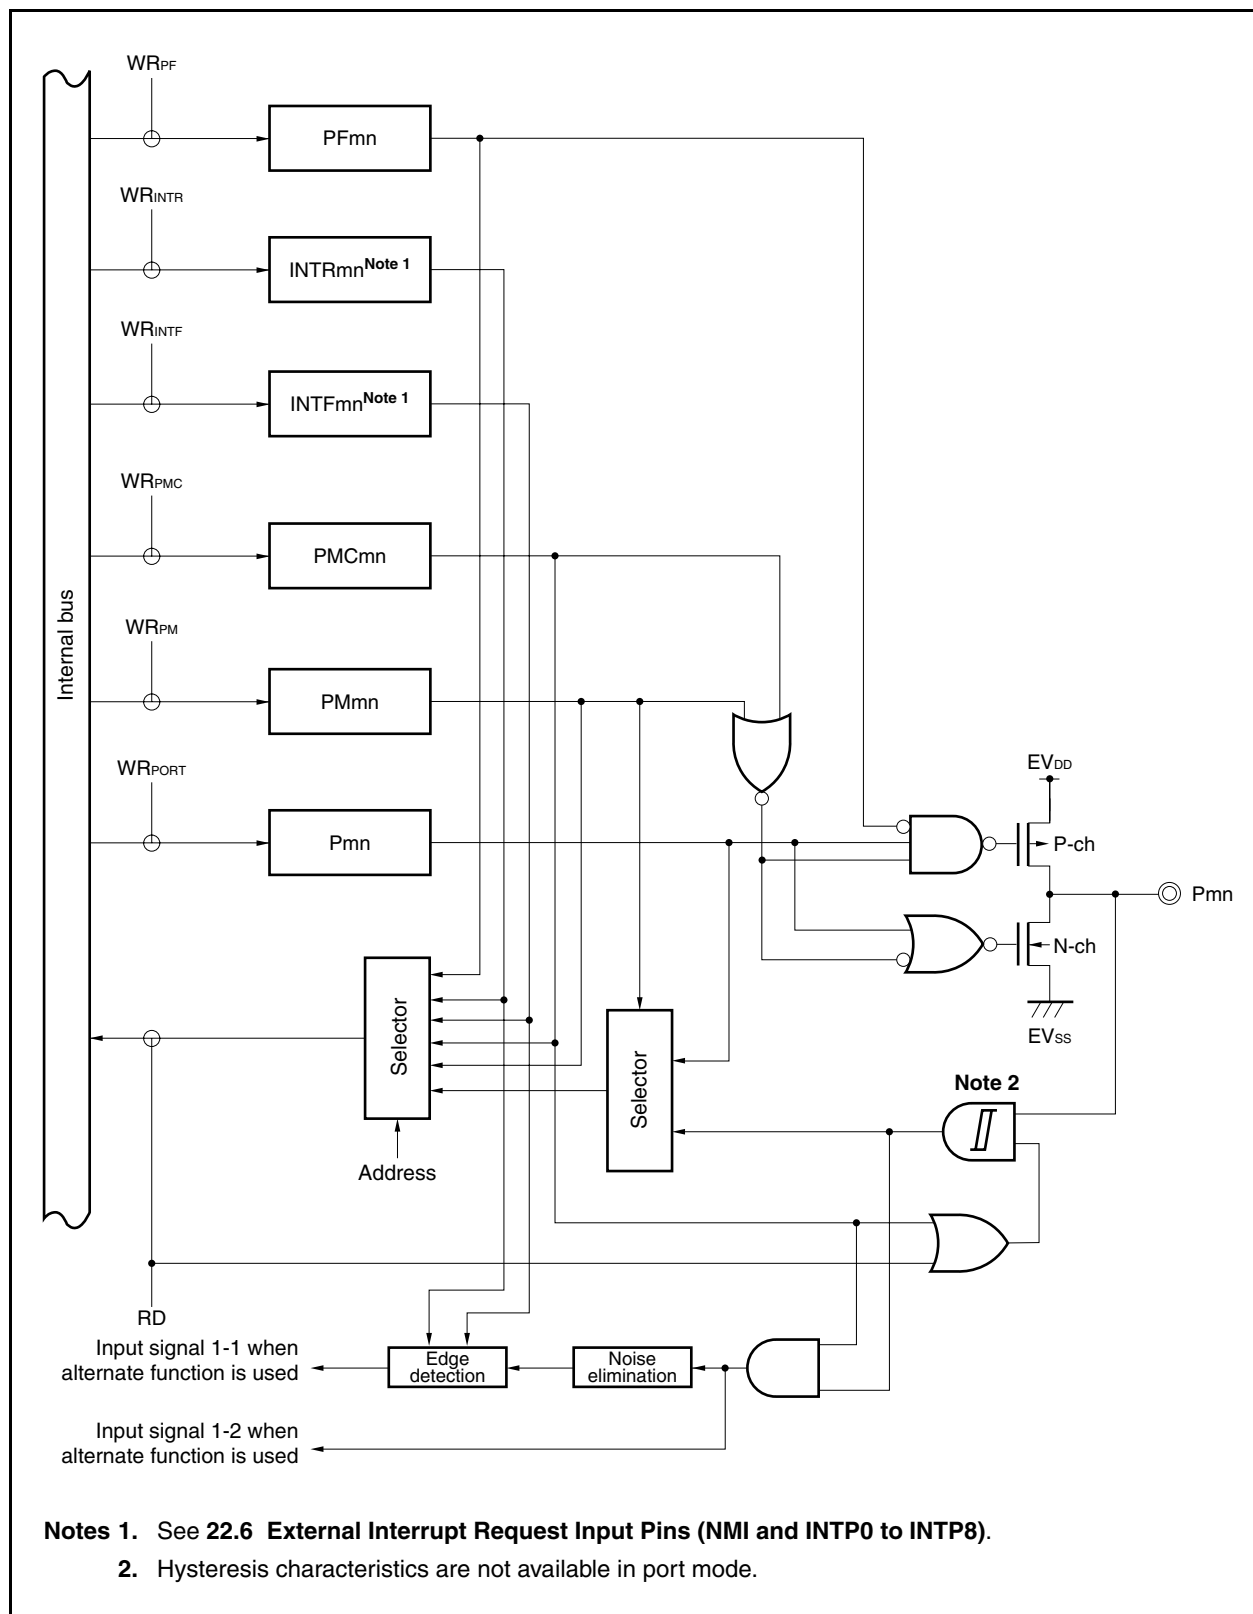 WRPF
PFmn
WRINTR
INTRmnNote 1
WRINTF
INTFmnNote 1
WRPMC
PMCmn
Internal bus
WRPM
PMmn
WRPORT
Pmn
EVDD
P-ch
Pmn
N-ch
EVSS
Selector
Selector
Note 2
Address
RD
Input signal 1-1 when
alternate function is used
Edge
detection
Noise
elimination
Input signal 1-2 when
alternate function is used
Notes 1. See 22.6 External Interrupt Request Input Pins (NMI and INTP0 to INTP8).
2. Hysteresis characteristics are not available in port mode.